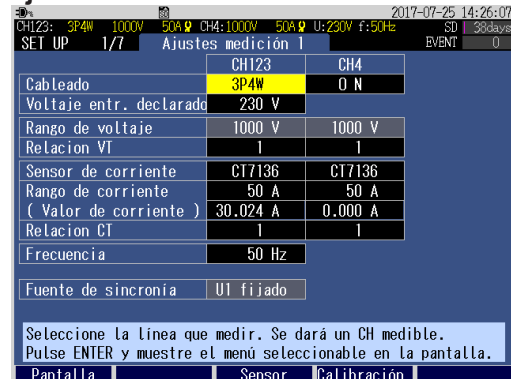 2017-07-25 14:26:07
CH123: 3P4W 1000V 50A CH4:1000V 50A U:230V f:50Hz SD 38days
SET UP 1/7 Ajustes medición 1 EVENT 0
CH123 CH4
Cableado 3P4W ON
Voltaje entr. declarado 230 V
Rango de voltaje 1000 V 1000 V
Relacion VT 1 1
Sensor de corriente CT7136 CT7136
Rango de corriente 50 A 50 A
( Valor de corriente ) 30.024 A 0.000 A
Relacion CT 1 1
Frecuencia 50 Hz
Fuente de sincronía U1 fijado
Seleccione la línea que medir. Se dará un CH medible.
Pulse ENTER y muestre el menú seleccionable en la pantalla.
Pantalla Sensor Calibración